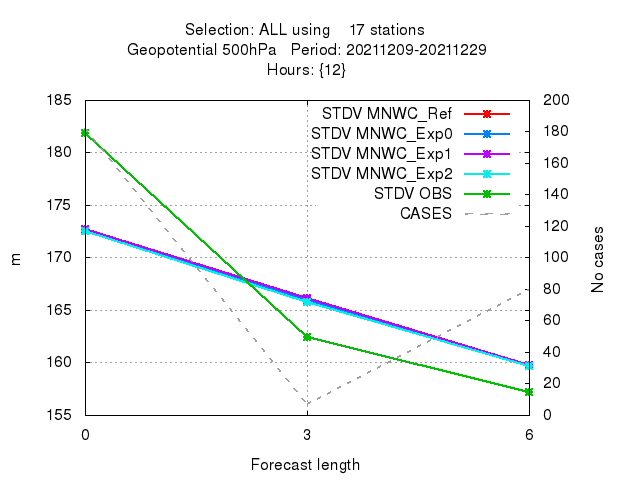 Selection: ALL using    17 stations
Geopotential 500hPa   Period: 20211209-20211229
Hours: {12}
185
180
175
170
165
160
155
m
200
180
160
140
120
100
80
60
40
20
0
No cases
STDV MNWC_Ref
STDV MNWC_Exp0
STDV MNWC_Exp1
STDV MNWC_Exp2
STDV OBS
CASES
0 3 6
Forecast length